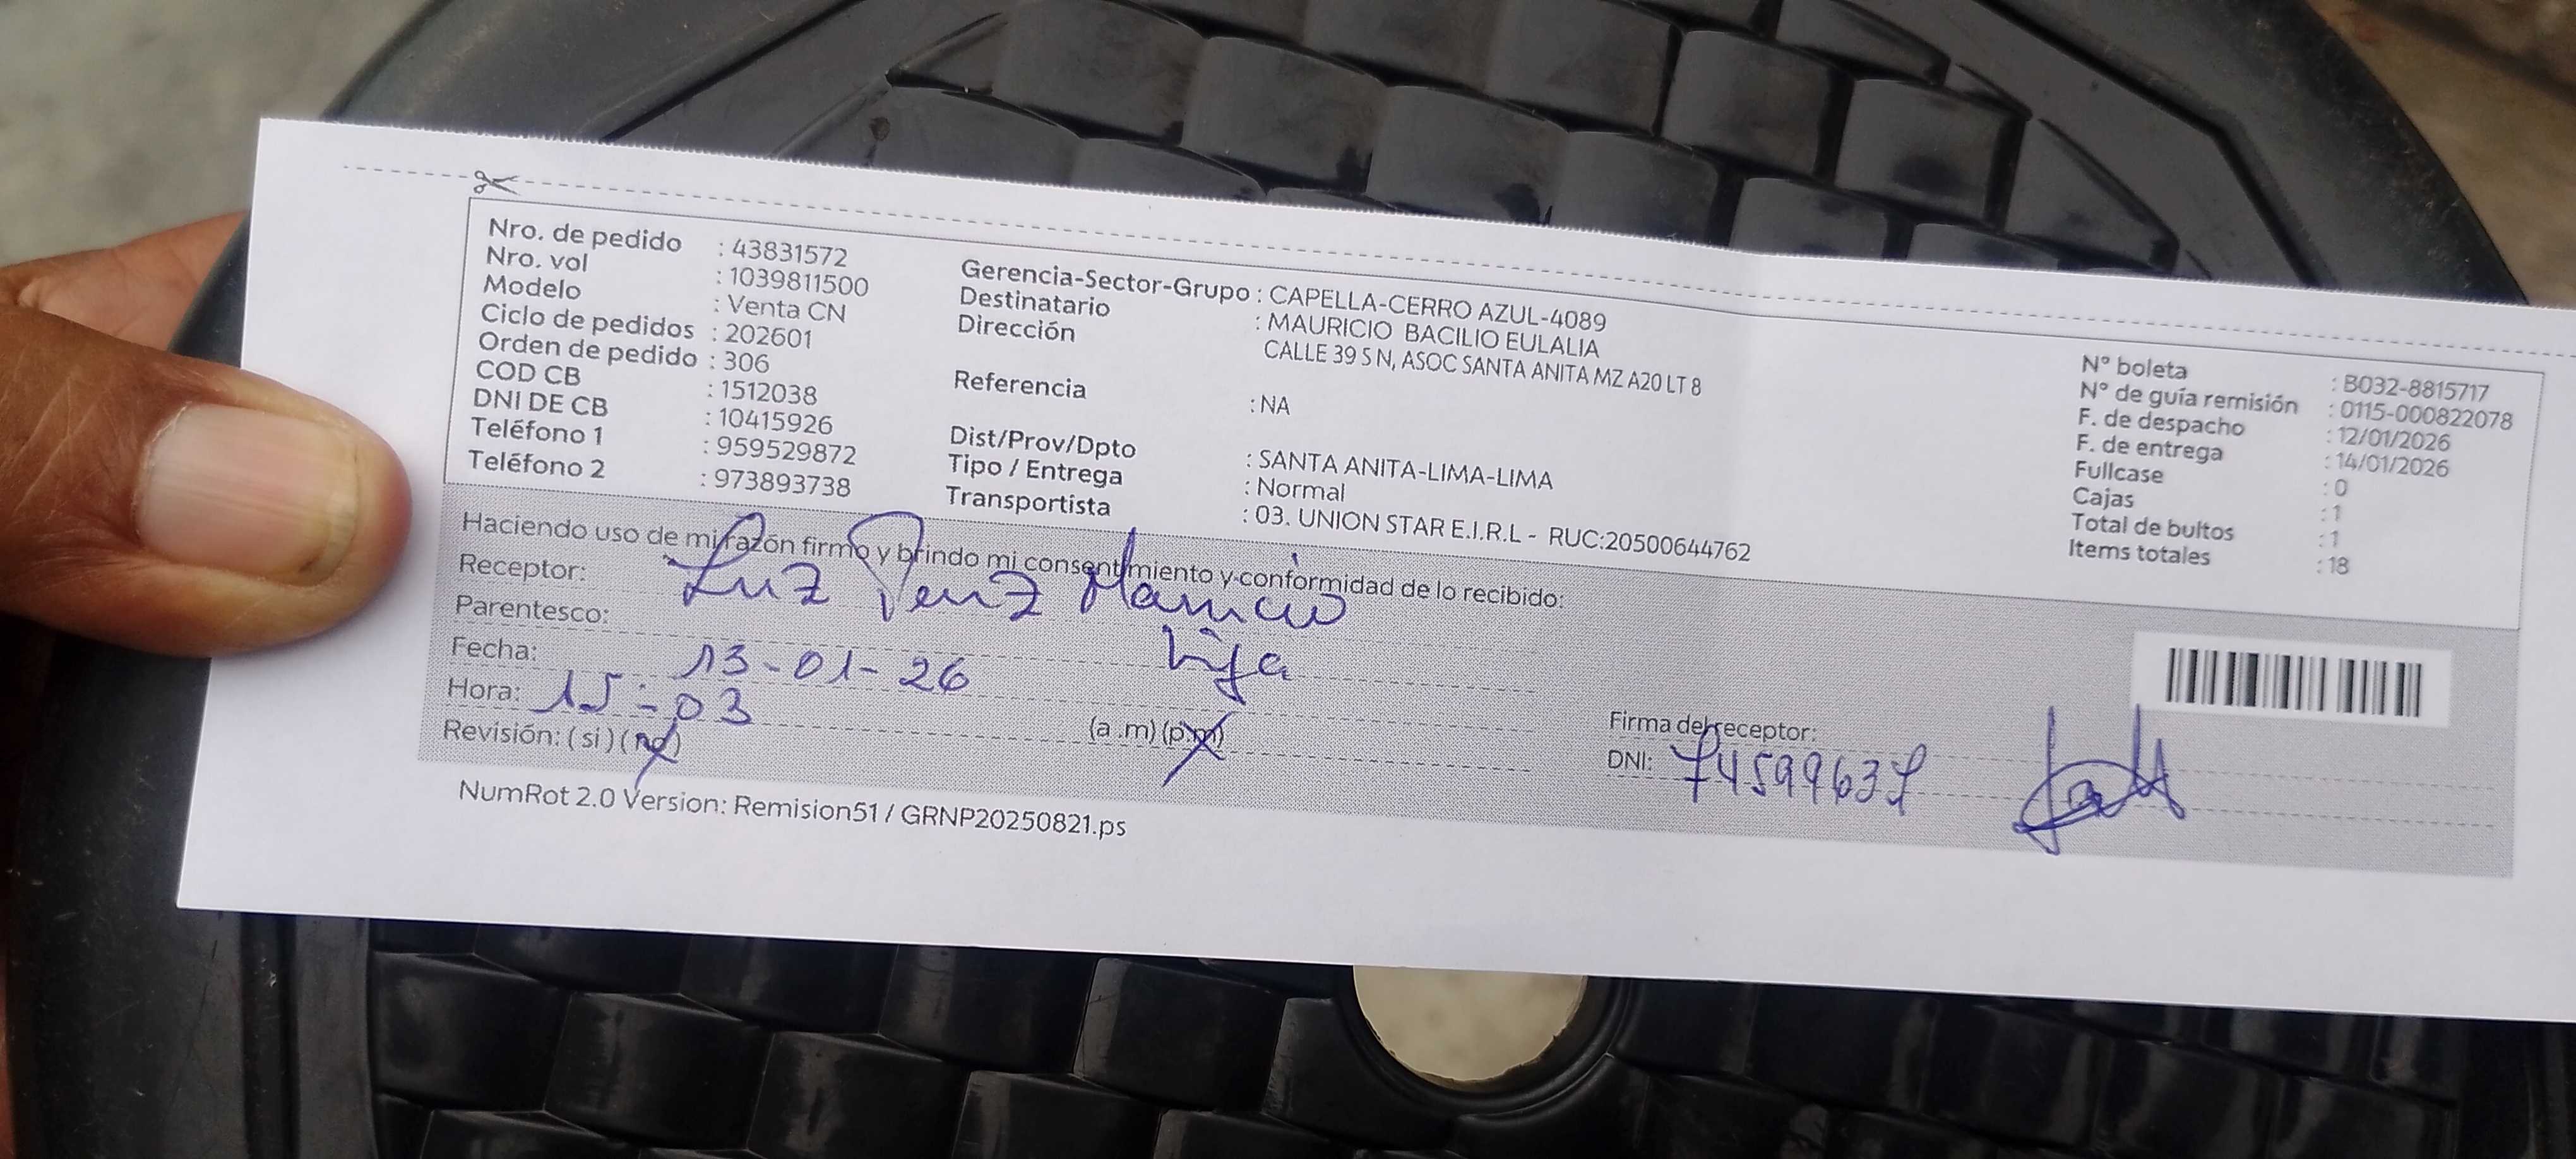 Nro. de pedido : 43831572
Nro. vol : 1039811500
Modelo : Venta CN
Ciclo de pedidos : 202601
Orden de pedido : 306
COD CB : 1512038
DNI DE CB : 10415926
Teléfono 1 : 959529872
Teléfono 2 : 973893738
Gerencia-Sector-Grupo : CAPELLA-CERRO AZUL-4089
Destinatario : MAURICIO BACILIO EULALIA
Dirección CALLE 39 S N, ASOC SANTA ANITA MZ A20 LT 8
Referencia : NA
Dist/Prov/Dpto : SANTA ANITA-LIMA-LIMA
Tipo / Entrega : Normal
Transportista : 03. UNION STAR E.I.R.L - RUC:20500644762
N° boleta : B032-8815717
N° de guía remisión : 0115-000822078
F. de despacho : 12/01/2026
F. de entrega : 14/01/2026
Fullcase : 0
Cajas : 1
Total de bultos : 1
Items totales : 18
Haciendo uso de mi razón firmo y brindo mi consentimiento y conformidad de lo recibido:
Receptor: Luz
Parentesco: hija
Fecha: 13-01-26
Hora: 15:03 (a.m) (p.m)
Revisión: ( si ) ( no )
Firma del receptor:
DNI: 74599637
NumRot 2.0 Version: Remision51 / GRNP20250821.ps